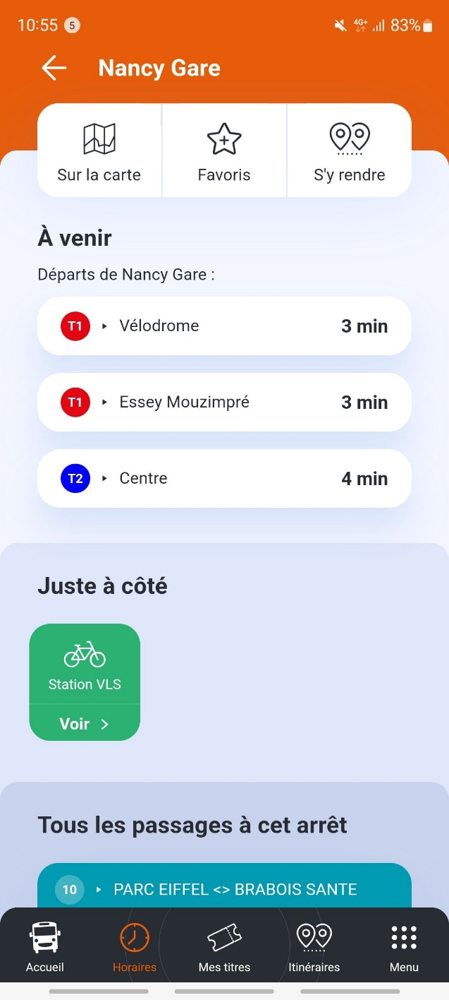 10:55 5 4G+ 83%
Nancy Gare
Sur la carte Favoris S'y rendre
À venir
Départs de Nancy Gare :
T1 Vélodrome 3 min
T1 Essey Mouzimpré 3 min
T2 Centre 4 min
Juste à côté
Station VLS
Voir
Tous les passages à cet arrêt
10 PARC EIFFEL <> BRABOIS SANTE
Accueil Horaires Mes titres Itinéraires Menu